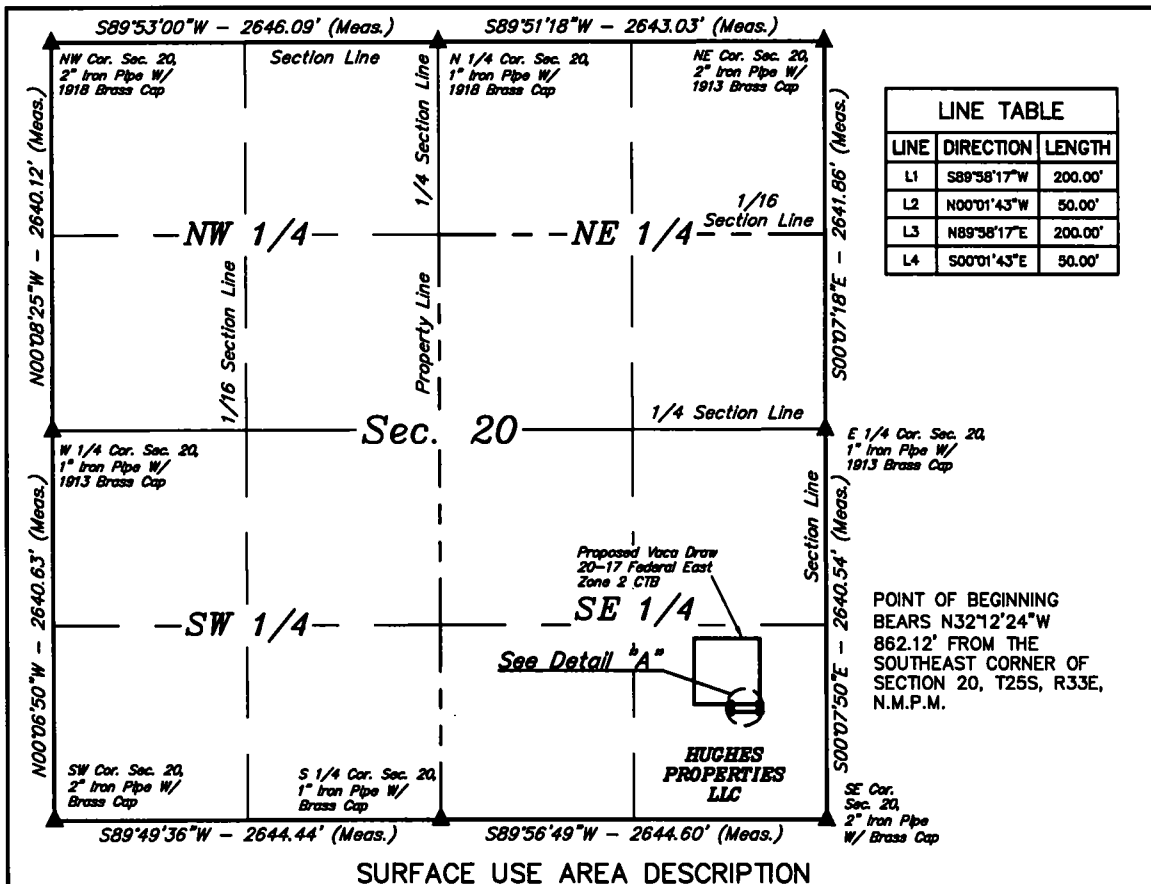 S89°53'00"W - 2646.09' (Meas.)
S89°51'18"W - 2643.03' (Meas.)
NW Cor. Sec. 20,
2" Iron Pipe W/
1918 Brass Cap
Section Line
N 1/4 Cor. Sec. 20,
1" Iron Pipe W/
1918 Brass Cap
NE Cor. Sec. 20,
2" Iron Pipe W/
1913 Brass Cap
N00°08'25"W - 2640.12' (Meas.)
1/4 Section Line
S00°07'18"E - 2641.86' (Meas.)
LINE TABLE
LINE DIRECTION LENGTH
L1 S89°58'17"W 200.00'
L2 N00°01'43"W 50.00'
L3 N89°58'17"E 200.00'
L4 S00°01'43"E 50.00'
NW 1/4
NE 1/4
1/16
Section Line
1/16 Section Line
Property Line
Sec. 20
1/4 Section Line
W 1/4 Cor. Sec. 20,
1" Iron Pipe W/
1913 Brass Cap
E 1/4 Cor. Sec. 20,
1" Iron Pipe W/
1913 Brass Cap
N00°06'50"W - 2640.63' (Meas.)
Section Line
S00°07'50"E - 2640.54' (Meas.)
Proposed Vaca Draw
20-17 Federal East
Zone 2 CTB
SW 1/4
SE 1/4
See Detail "A"
POINT OF BEGINNING
BEARS N32°12'24"W
862.12' FROM THE
SOUTHEAST CORNER OF
SECTION 20, T25S, R33E,
N.M.P.M.
HUGHES
PROPERTIES
LLC
SW Cor. Sec. 20,
2" Iron Pipe W/
Brass Cap
S 1/4 Cor. Sec. 20,
1" Iron Pipe W/
Brass Cap
SE Cor.
Sec. 20,
2" Iron Pipe
W/ Brass Cap
S89°49'36"W - 2644.44' (Meas.)
S89°56'49"W - 2644.60' (Meas.)
SURFACE USE AREA DESCRIPTION